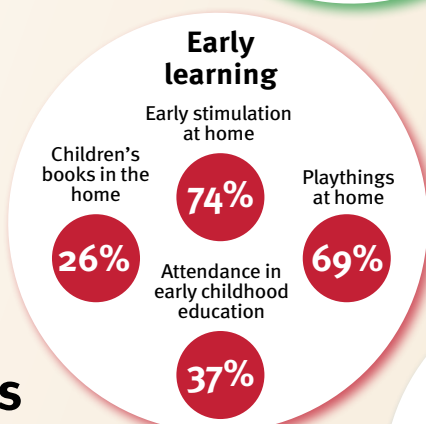 Early
learning
Early stimulation
at home
74%
Children's
books in the
home
26%
Playthings
at home
69%
Attendance in
early childhood
education
37%
s